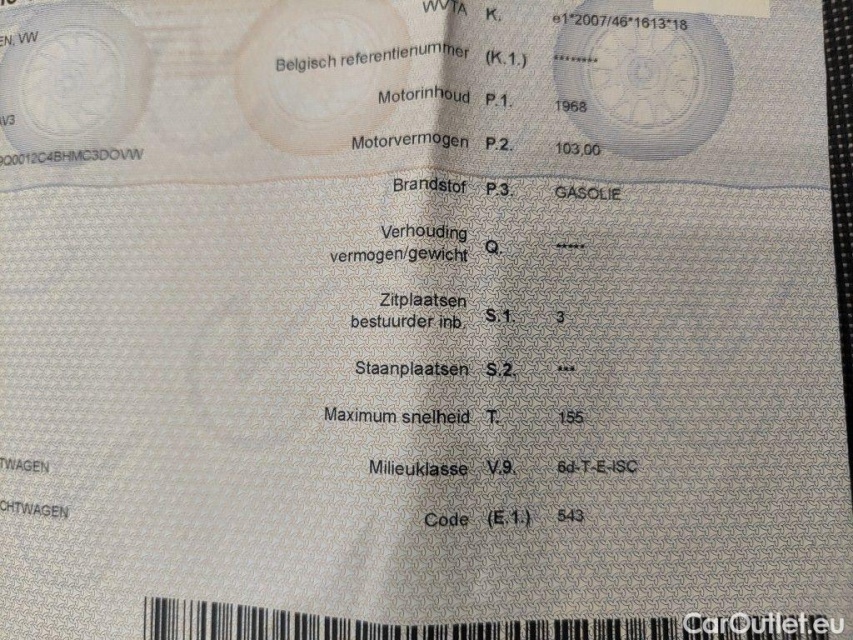 WVTA K. e1*2007/46*1613*18
EN, VW
Belgisch referentienummer (K.1.) ********
Motorinhoud P.1. 1968
AV3
Motorvermogen P.2. 103,00
9Q0012C4BHMC3DOVW
Brandstof P.3. GASOLIE
Verhouding
vermogen/gewicht Q. *****
Zitplaatsen
bestuurder inb. S.1. 3
Staanplaatsen S.2. ***
Maximum snelheid T. 155
TWAGEN
Milieuklasse V.9. 6d-T-E-ISC
CHTWAGEN
Code (E.1.) 543
CarOutlet.eu